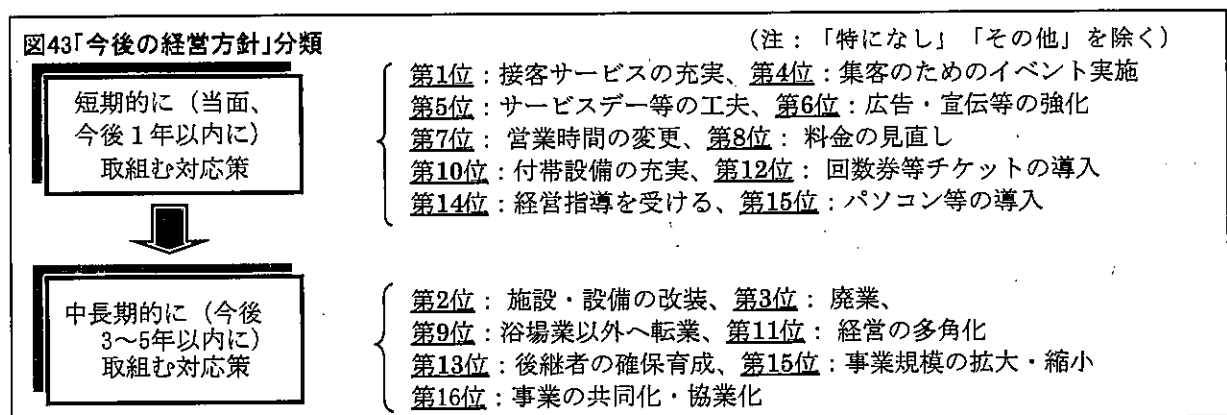 図43「今後の経営方針」分類
(注：「特になし」「その他」を除く)
短期的に（当面、
今後１年以内に）
取組む対応策
第1位：接客サービスの充実、第4位：集客のためのイベント実施
第5位：サービスデー等の工夫、第6位：広告・宣伝等の強化
第7位：営業時間の変更、第8位：料金の見直し
第10位：付帯設備の充実、第12位：回数券等チケットの導入
第14位：経営指導を受ける、第15位：パソコン等の導入
中長期的に（今後
3～5年以内に）
取組む対応策
第2位：施設・設備の改装、第3位：廃業、
第9位：浴場業以外へ転業、第11位：経営の多角化
第13位：後継者の確保育成、第15位：事業規模の拡大・縮小
第16位：事業の共同化・協業化